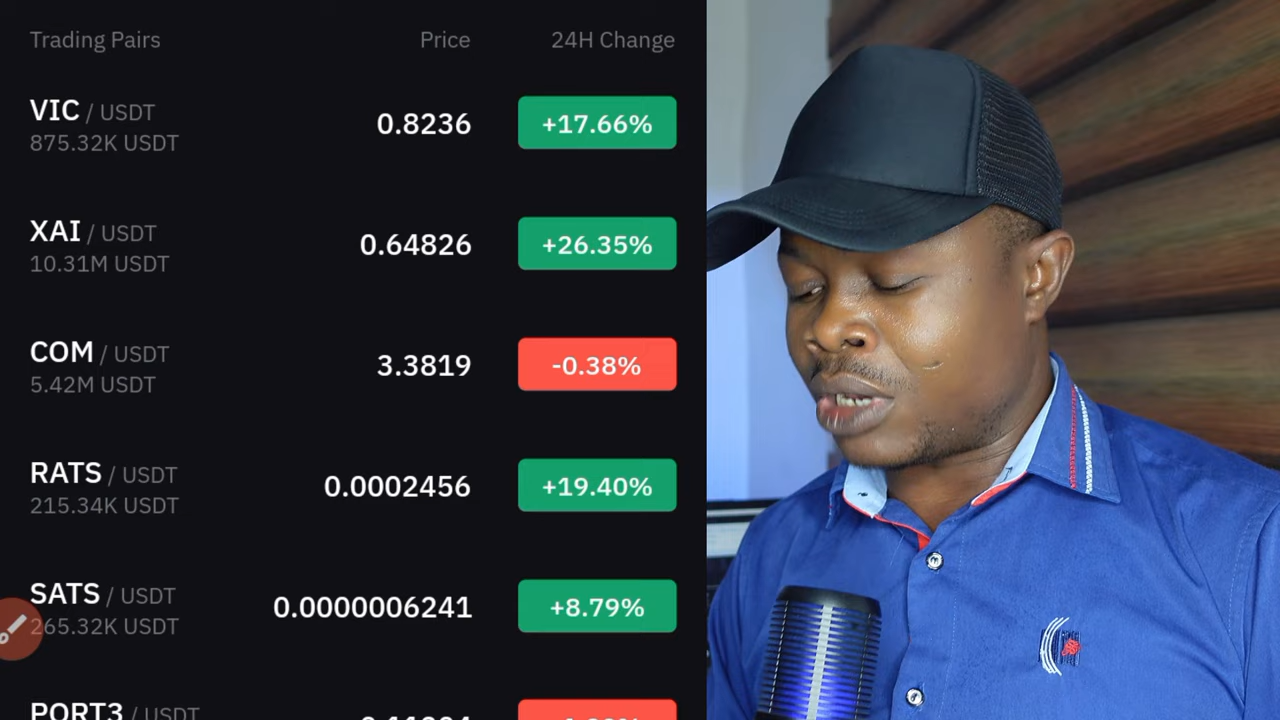 Trading Pairs Price 24H Change
VIC / USDT 0.8236 +17.66%
875.32K USDT
XAI / USDT 0.64826 +26.35%
10.31M USDT
COM / USDT 3.3819 -0.38%
5.42M USDT
RATS / USDT 0.0002456 +19.40%
215.34K USDT
SATS / USDT 0.0000006241 +8.79%
265.32K USDT
PORT3 / USDT